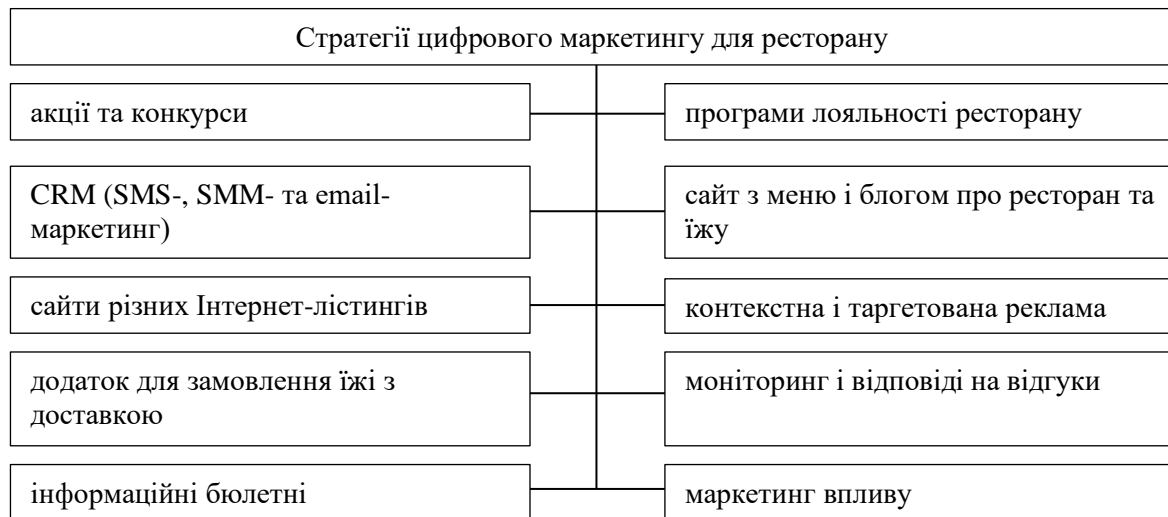 Стратегії цифрового маркетингу для ресторану
акції та конкурси
програми лояльності ресторану
CRM (SMS-, SMM- та email-
маркетинг)
сайт з меню і блогом про ресторан та
їжу
сайти різних Інтернет-лістингів
контекстна і таргетована реклама
додаток для замовлення їжі з
доставкою
моніторинг і відповіді на відгуки
інформаційні бюлетні
маркетинг впливу